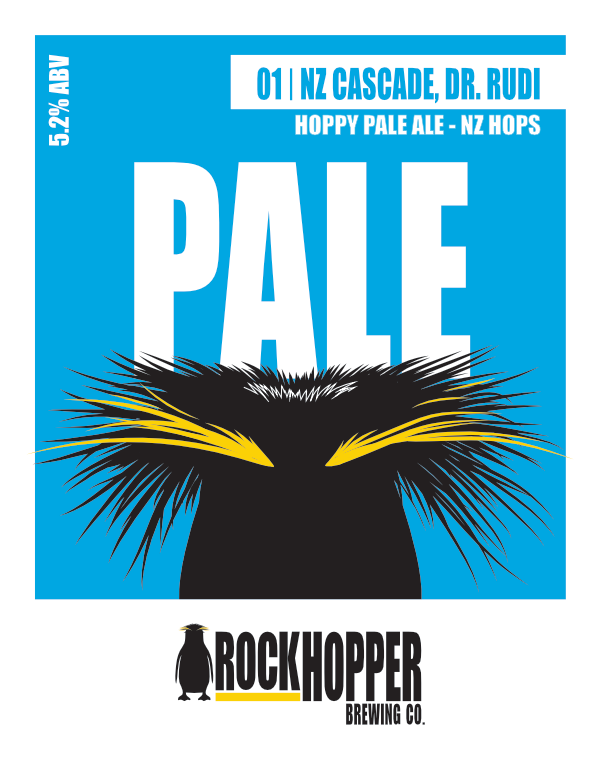 5.2% ABV
01 | NZ CASCADE, DR. RUDI
HOPPY PALE ALE - NZ HOPS
PALE
ROCKHOPPER
BREWING CO.